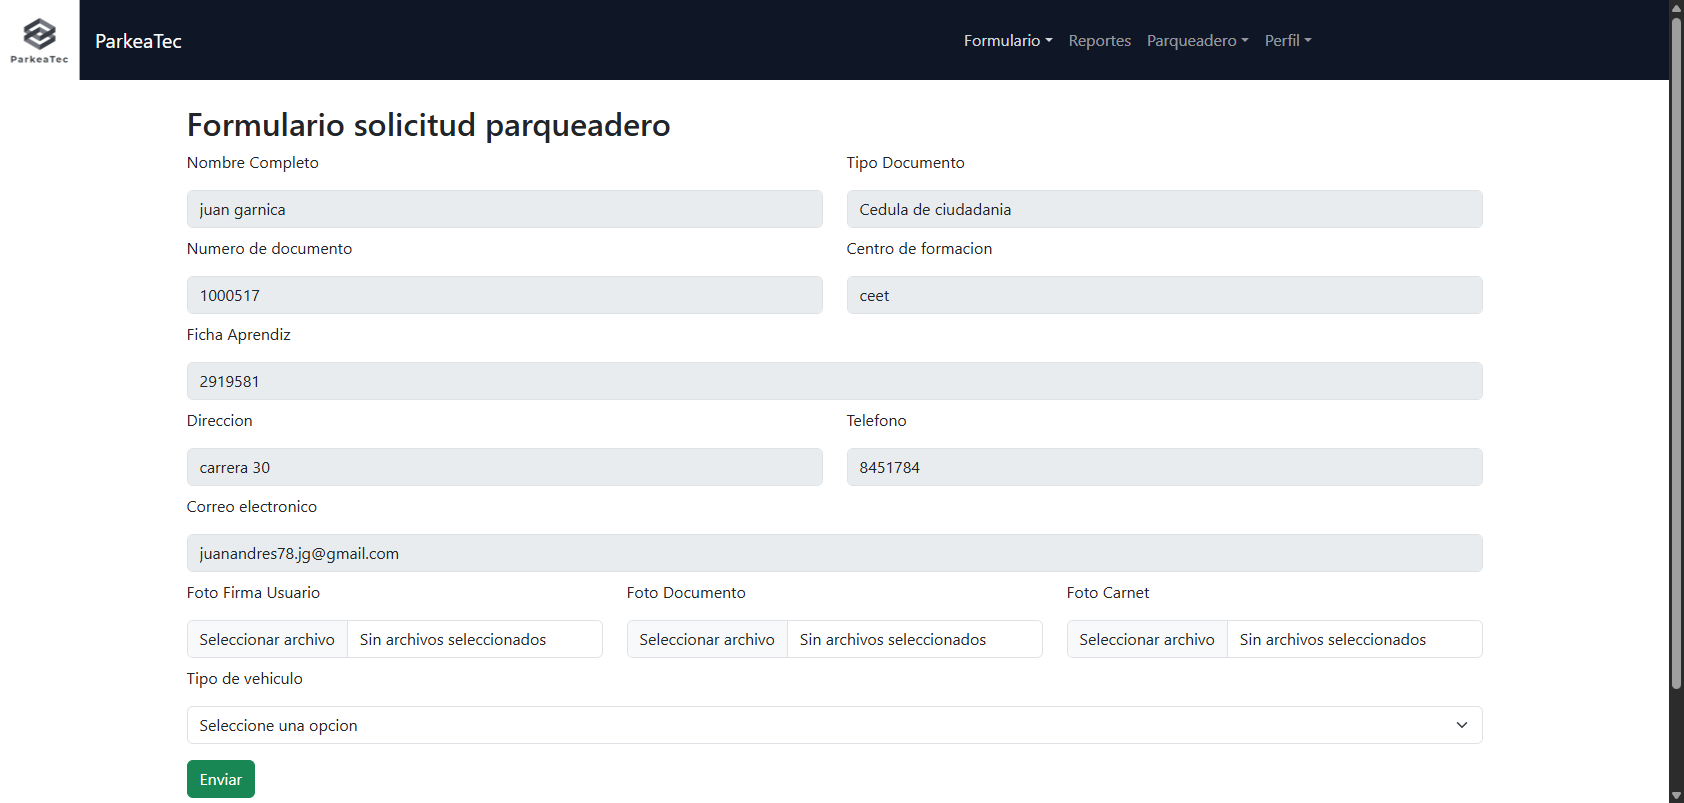 ParkeaTec
ParkeaTec
Formulario Reportes Parqueadero Perfil
Formulario solicitud parqueadero
Nombre Completo Tipo Documento
juan garnica Cedula de ciudadania
Numero de documento Centro de formacion
1000517 ceet
Ficha Aprendiz
2919581
Direccion Telefono
carrera 30 8451784
Correo electronico
juanandres78.jg@gmail.com
Foto Firma Usuario Foto Documento Foto Carnet
Seleccionar archivo Sin archivos seleccionados Seleccionar archivo Sin archivos seleccionados Seleccionar archivo Sin archivos seleccionados
Tipo de vehiculo
Seleccione una opcion
Enviar